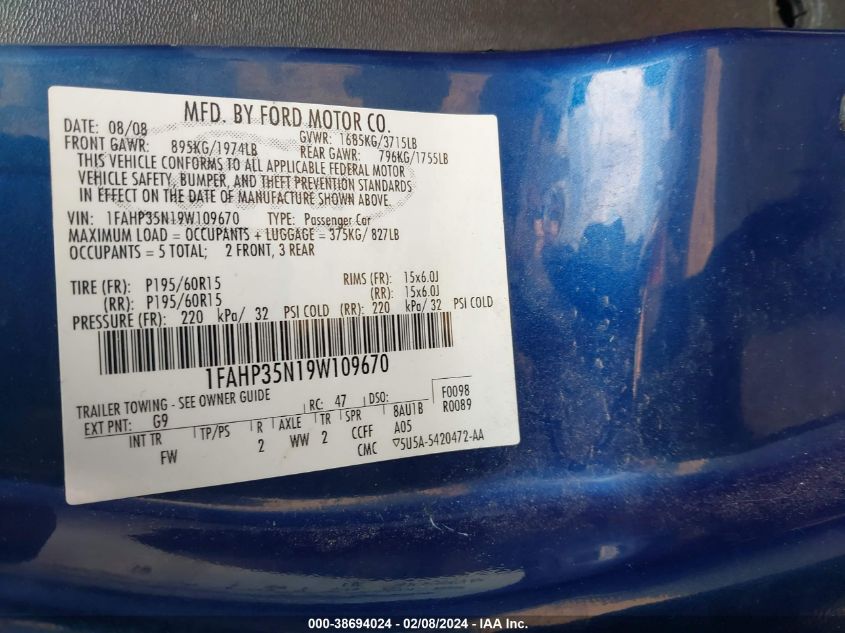 MFD. BY FORD MOTOR CO.
DATE: 08/08 GVWR: 1685KG/3715LB
FRONT GAWR: 895KG/1974LB REAR GAWR: 796KG/1755LB
THIS VEHICLE CONFORMS TO ALL APPLICABLE FEDERAL MOTOR
VEHICLE SAFETY, BUMPER, AND THEFT PREVENTION STANDARDS
IN EFFECT ON THE DATE OF MANUFACTURE SHOWN ABOVE.
VIN: 1FAHP35N19W109670 TYPE: Passenger Car
MAXIMUM LOAD = OCCUPANTS + LUGGAGE = 375KG/ 827LB
OCCUPANTS = 5 TOTAL; 2 FRONT, 3 REAR
TIRE (FR): P195/60R15 RIMS (FR): 15x6.0J
(RR): P195/60R15 (RR): 15x6.0J
PRESSURE (FR): 220 kPa/ 32 PSI COLD (RR): 220 kPa/ 32 PSI COLD
1FAHP35N19W109670
TRAILER TOWING - SEE OWNER GUIDE F0098
EXT PNT: G9 RC: 47 DSO: R0089
INT TR TP/PS R AXLE TR SPR 8AU1B
FW 2 WW 2 CCFF A05
CMC 5U5A-5420472-AA
000-38694024 - 02/08/2024 - IAA Inc.